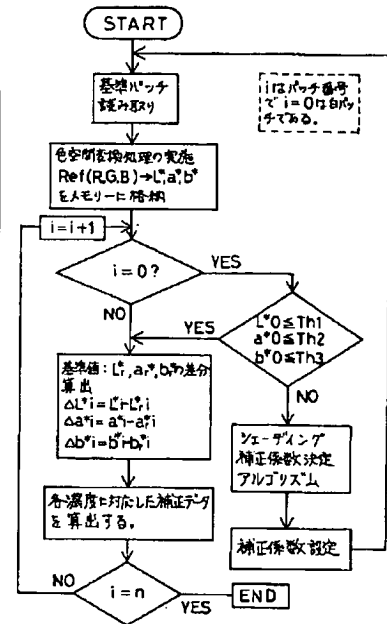 START
基準パッチ
読み取り
iはパッチ番号
で i=0は白パッ
チである。
色空間変換処理の実施
Ref(R,G,B)→L*,a*,b*
をメモリーに格納
i=i+1
i=0?
YES
NO
YES
L*0≦Th1
a*0≦Th2
b*0≦Th3
NO
基準値:Lr*,ar*,br*の差分
算出
ΔL*i=L*i-Lr*i
Δa*i=a*i-ar*i
Δb*i=b*i-br*i
シェーディング
補正係数決定
アルゴリズム
各濃度に対応した補正データ
を算出する。
補正係数設定
NO
i=n
YES
END